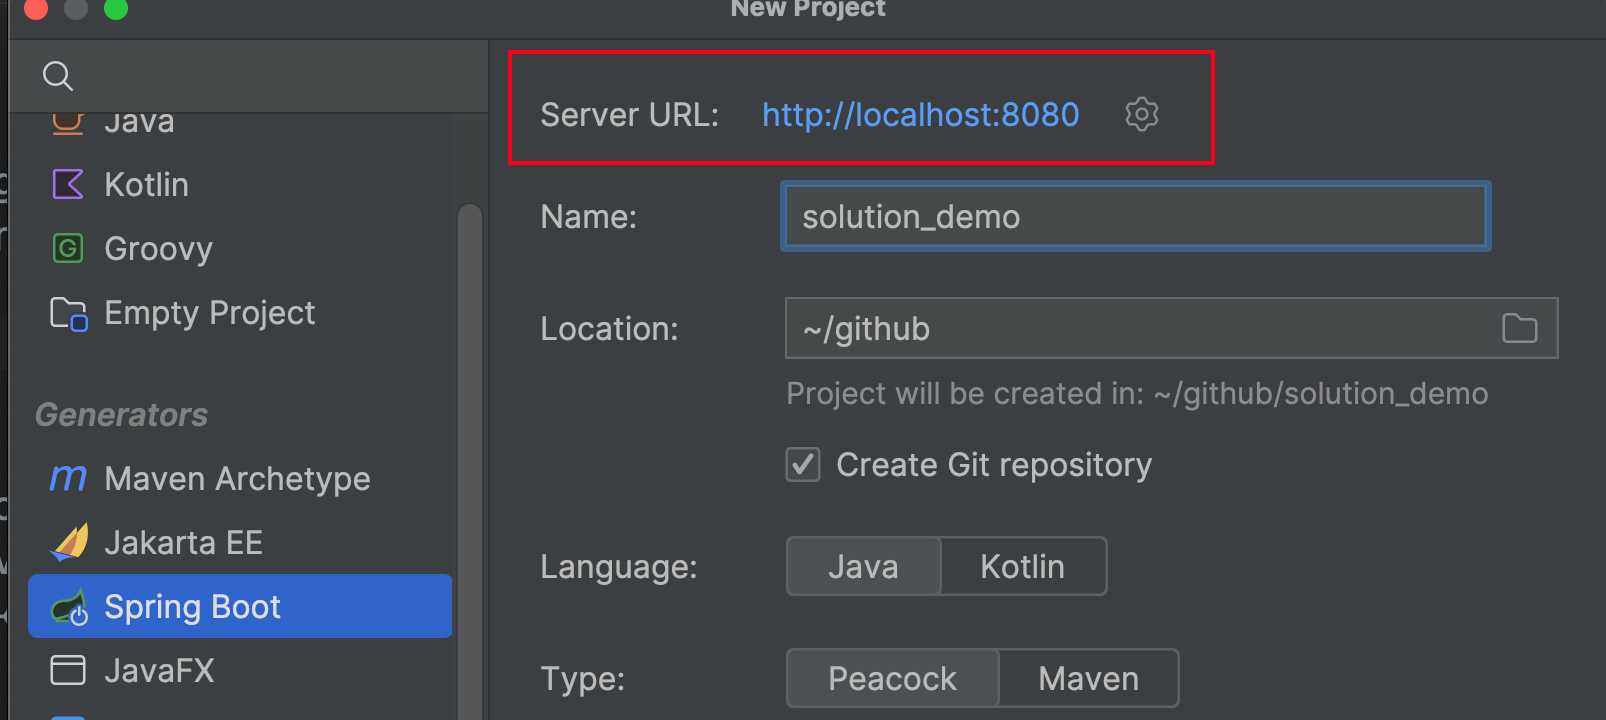 New Project
Java
Kotlin
G
Groovy
Empty Project
Generators
m
Maven Archetype
Jakarta EE
Spring Boot
JavaFX
Server URL: http://localhost:8080
Name: solution_demo
Location: ~/github
Project will be created in: ~/github/solution_demo
Create Git repository
Language: Java Kotlin
Type: Peacock Maven